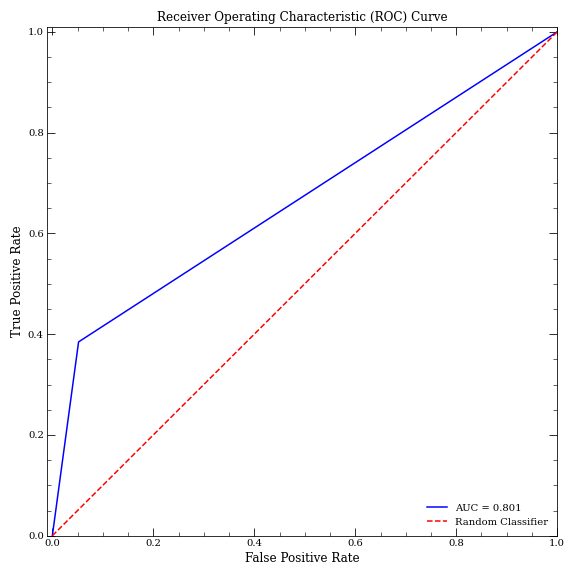 Receiver Operating Characteristic (ROC) Curve
True Positive Rate
1.0
0.8
0.6
0.4
0.2
0.0
0.0 0.2 0.4 0.6 0.8 1.0
False Positive Rate
AUC = 0.801
Random Classifier